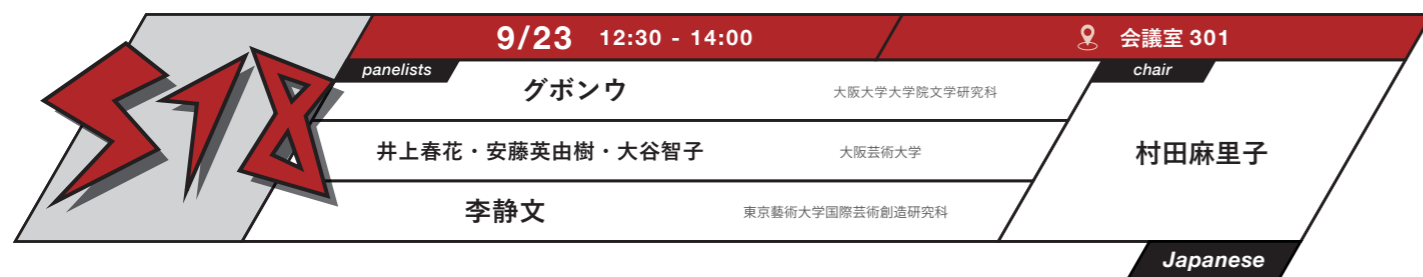 S18
9/23 12:30 - 14:00
会議室 301
panelists
グボンウ 大阪大学大学院文学研究科
井上春花・安藤英由樹・大谷智子 大阪芸術大学
李静文 東京藝術大学国際芸術創造研究科
chair
村田麻里子
Japanese